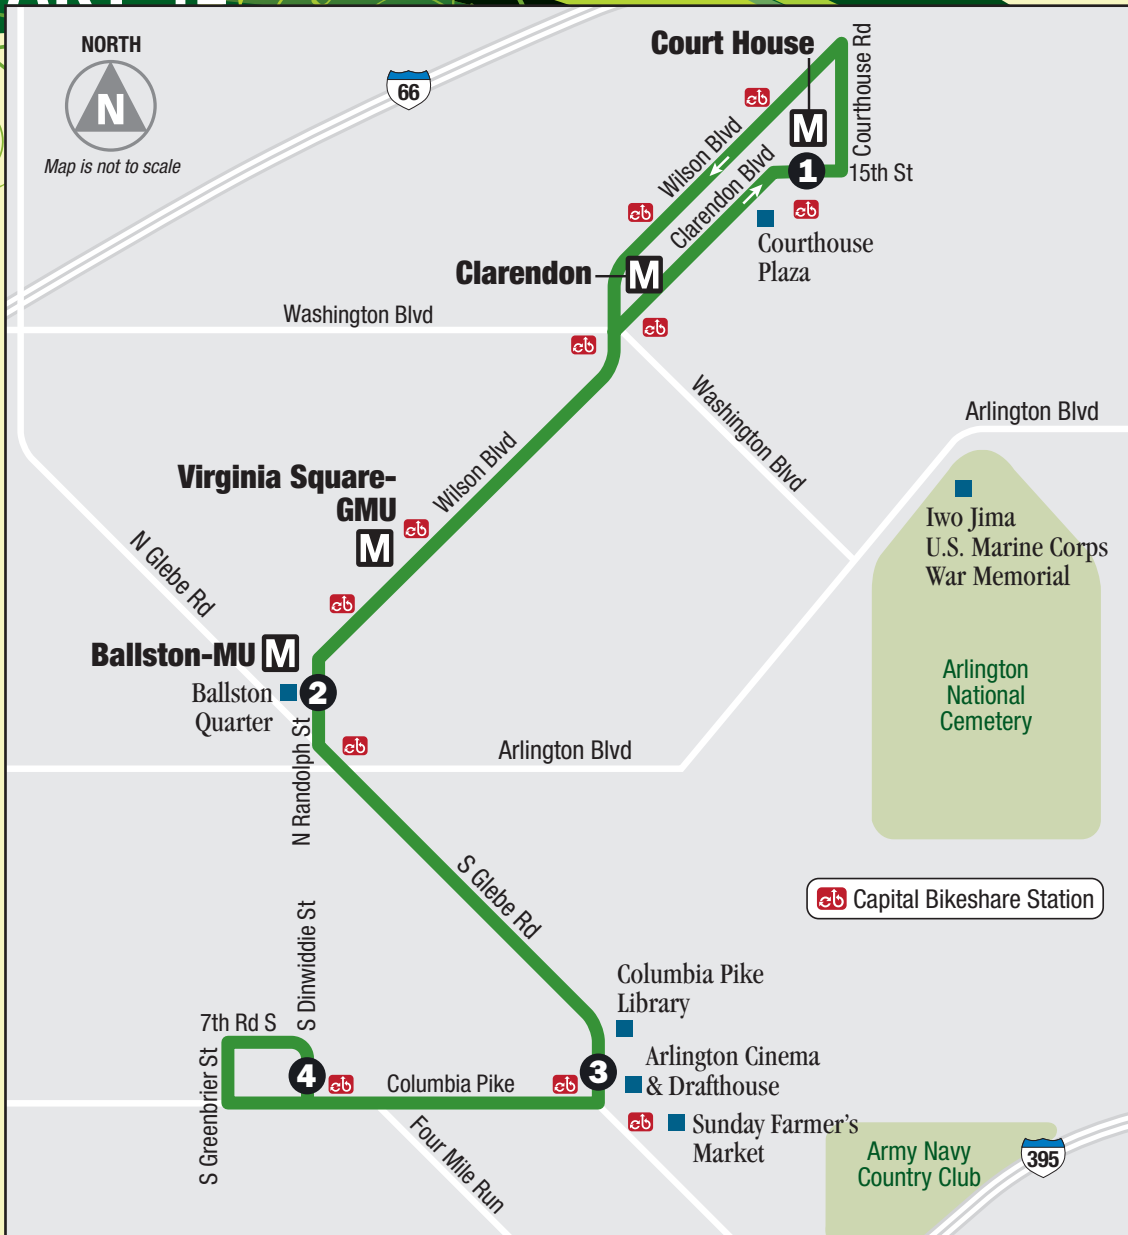 NORTH
N
Map is not to scale
66
Court House
M
1
Courthouse Rd
15th St
Wilson Blvd
Clarendon Blvd
Courthouse
Plaza
Clarendon
M
Washington Blvd
Washington Blvd
Arlington Blvd
Wilson Blvd
Virginia Square-
GMU
M
N Glebe Rd
Iwo Jima
U.S. Marine Corps
War Memorial
Ballston-MU
M
Ballston
Quarter
2
N Randolph St
Arlington Blvd
Arlington
National
Cemetery
S Glebe Rd
cb Capital Bikeshare Station
S Dinwiddie St
Columbia Pike
Library
7th Rd S
S Greenbrier St
4
Columbia Pike
3
Arlington Cinema
& Drafthouse
Sunday Farmer's
Market
Four Mile Run
Army Navy
Country Club
395